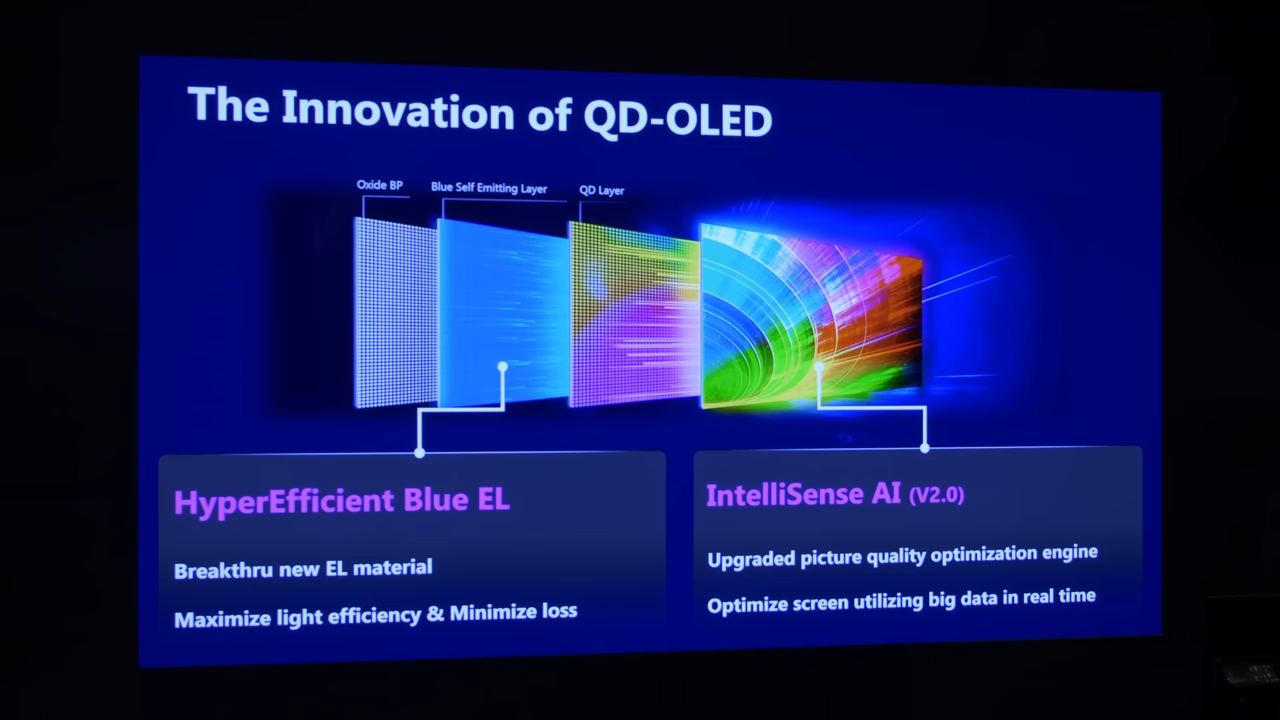 The Innovation of QD-OLED
Oxide BP
Blue Self Emitting Layer
QD Layer
HyperEfficient Blue EL
Breakthru new EL material
Maximize light efficiency & Minimize loss
IntelliSense AI (V2.0)
Upgraded picture quality optimization engine
Optimize screen utilizing big data in real time